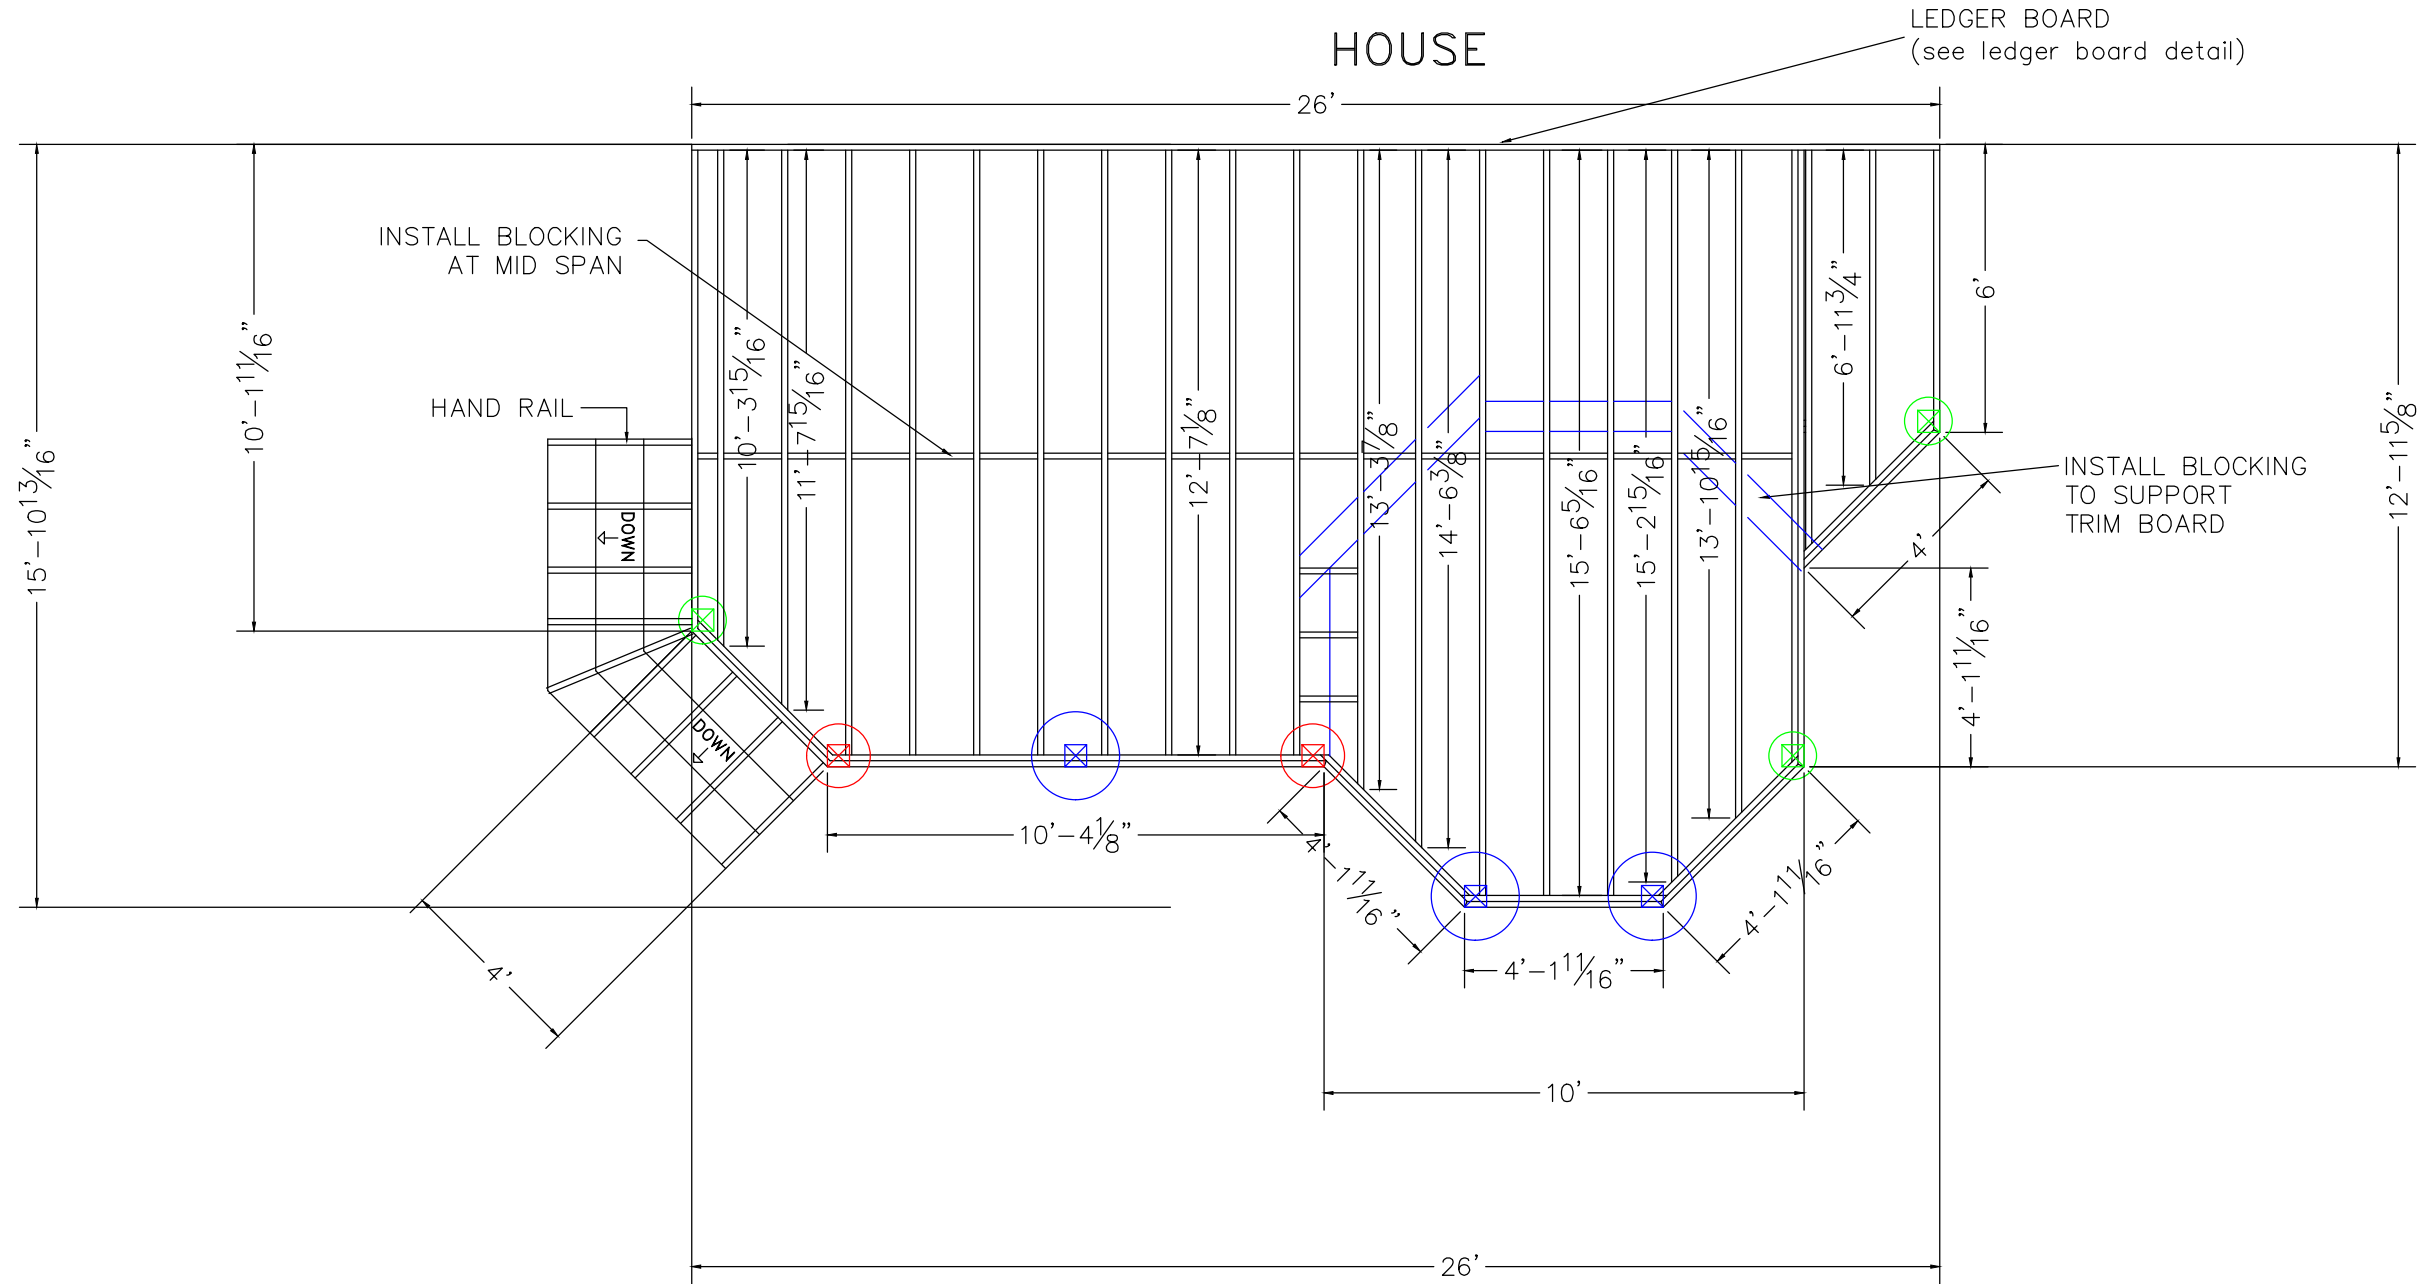 LEDGER BOARD
(see ledger board detail)
HOUSE
26'
INSTALL BLOCKING
AT MID SPAN
HAND RAIL
10'-1 11/16"
15'-10 13/16"
10'-3 15/16"
11'-7 15/16"
12'-7 1/8"
13'-3 7/8"
14'-6 3/8"
15'-6 5/16"
15'-2 15/16"
13'-10 15/16"
6'-11 3/4"
6'
12'-11 5/8"
INSTALL BLOCKING
TO SUPPORT
TRIM BOARD
4'
4'-1 11/16"
DOWN
DOWN
10'-4 1/8"
4'-1 11/16"
4'-1 11/16"
4'-1 11/16"
4'
10'
26'